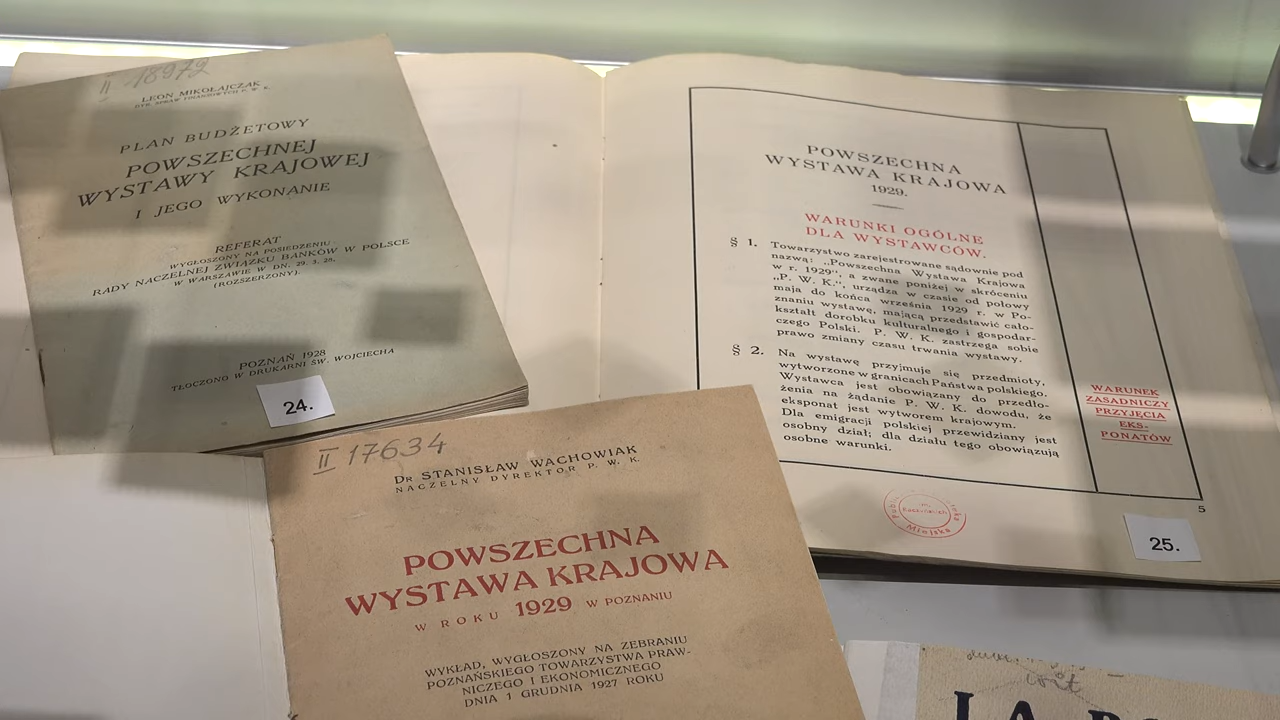 II 18972
LEON MIKOŁAJCZAK
DYR. SPRAW FINANSOWYCH P. W. K.
PLAN BUDŻETOWY
POWSZECHNEJ
WYSTAWY KRAJOWEJ
I JEGO WYKONANIE
REFERAT
WYGŁOSZONY NA POSIEDZENIU
RADY NACZELNEJ ZWIĄZKU BANKÓW W POLSCE
W WARSZAWIE W DN. 29. 3. 28.
(ROZSZERZONY).
POZNAŃ 1928
TŁOCZONO W DRUKARNI ŚW. WOJCIECHA
24.
POWSZECHNA
WYSTAWA KRAJOWA
1929.
WARUNKI OGÓLNE
DLA WYSTAWCÓW.
§ 1. Towarzystwo zarejestrowane sądownie pod
nazwą: „Powszechna Wystawa Krajowa
w r. 1929“, a zwane poniżej w skróceniu
„P. W. K.“, urządza w czasie od połowy
maja do końca września 1929 r. w Po-
znaniu wystawę, mającą przedstawić cało-
kształt dorobku kulturalnego i gospodar-
czego Polski. P. W. K. zastrzega sobie
prawo zmiany czasu trwania wystawy.
§ 2. Na wystawę przyjmuje się przedmioty,
wytworzone w granicach Państwa polskiego.
Wystawca jest obowiązany do przedło-
żenia na żądanie P. W. K. dowodu, że
eksponat jest wytworem krajowym.
Dla emigracji polskiej przewidziany jest
osobny dział; dla działu tego obowiązują
osobne warunki.
WARUNEK
ZASADNICZY
PRZYJĘCIA
EKS-
PONATÓW
Miejska
im.
Raczyńskich
5
25.
II 17634
DR STANISŁAW WACHOWIAK
NACZELNY DYREKTOR P. W. K.
POWSZECHNA
WYSTAWA KRAJOWA
W ROKU 1929 W POZNANIU
WYKŁAD, WYGŁOSZONY NA ZEBRANIU
POZNAŃSKIEGO TOWARZYSTWA PRAW-
NICZEGO I EKONOMICZNEGO
DNIA 1 GRUDNIA 1927 ROKU